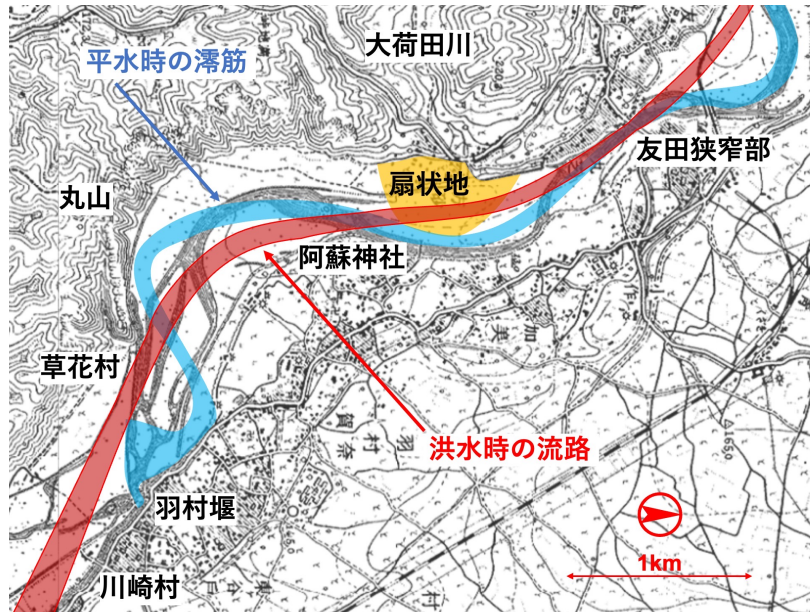 大荷田川
平水時の澪筋
友田狭窄部
扇状地
丸山
阿蘇神社
草花村
洪水時の流路
羽村堰
1km
川崎村